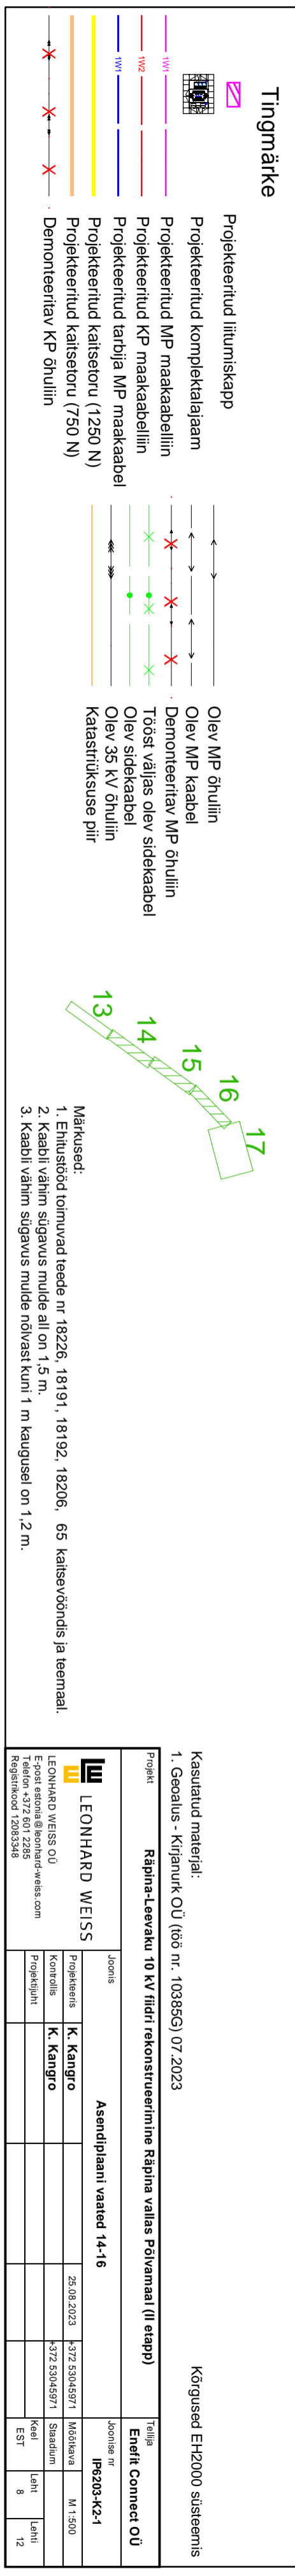 Tingmärke
Projekteeritud liitumiskapp
Projekteeritud komplektalajaam
1W1
1W1
Projekteeritud MP maakaabelliin
1W2
1W2
Projekteeritud KP maakaabelliin
1W1
1W1
Projekteeritud tarbija MP maakaabel
Projekteeritud kaitsetoru (1250 N)
Projekteeritud kaitsetoru (750 N)
Demonteeritav KP õhuliin
Olev MP õhuliin
Olev MP kaabel
Demonteeritav MP õhuliin
Tööst väljas olev sidekaabel
Olev sidekaabel
Olev 35 kV õhuliin
Katastriüksuse piir
13
14
15
16
17
Märkused:
1. Ehitustööd toimuvad teede nr 18226, 18191, 18192, 18206, 65 kaitsevööndis ja teemaal.
2. Kaabli vähim sügavus mulde all on 1,5 m.
3. Kaabli vähim sügavus mulde nõlvast kuni 1 m kaugusel on 1,2 m.
Kasutatud materjal:
1. Geoalus - Kirjanurk OÜ (töö nr. 10385G) 07.2023
Kõrgused EH2000 süsteemis
Projekt
Räpina-Leevaku 10 kV fiidri rekonstrueerimine Räpina vallas Põlvamaal (II etapp)
Tellija
Enefit Connect OÜ
LEONHARD WEISS
LEONHARD WEISS OÜ
E-post estonia@leonhard-weiss.com
Telefon +372 601 2285
Registrikood 12083348
Joonis
Asendiplaani vaated 14-16
Joonise nr
IP6203-K2-1
Projekteeris
K. Kangro
25.08.2023
+372 53045971
Mõõtkava
M 1:500
Kontrollis
K. Kangro
+372 53045971
Staadium
Projektijuht
Keel
EST
Leht
8
Lehti
12